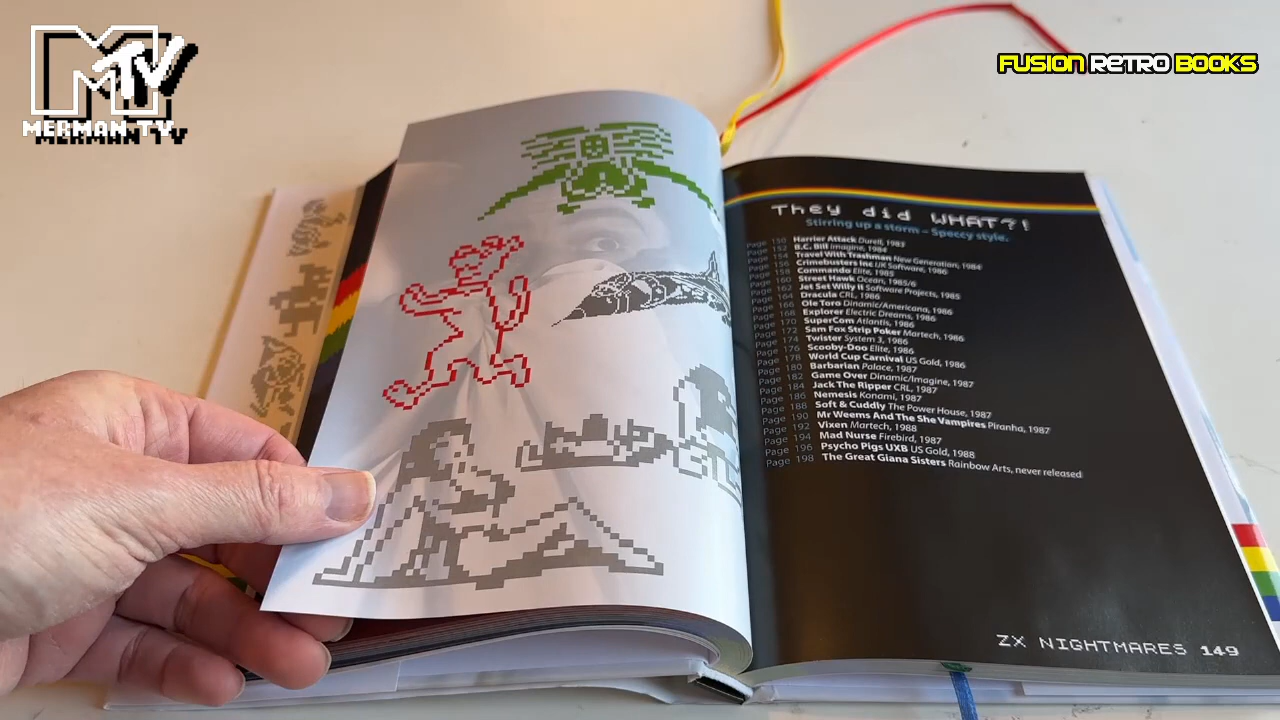 MTV
MERMAN TV
FUSION RETRO BOOKS
They did WHAT?!
Stirring up a storm – Speccy style.
Page 150 Harrier Attack Durell, 1983
Page 152 B.C. Bill Imagine, 1984
Page 154 Travel With Trashman New Generation, 1984
Page 156 Crimebusters Inc UK Software, 1986
Page 158 Commando Elite, 1985
Page 160 Street Hawk Ocean, 1985/6
Page 162 Jet Set Willy II Software Projects, 1985
Page 164 Dracula CRL, 1986
Page 166 Ole Toro Dinamic/Americana, 1986
Page 168 Explorer Electric Dreams, 1986
Page 170 SuperCom Atlantis, 1986
Page 172 Sam Fox Strip Poker Martech, 1986
Page 174 Twister System 3, 1986
Page 176 Scooby-Doo Elite, 1986
Page 178 World Cup Carnival US Gold, 1986
Page 180 Barbarian Palace, 1987
Page 182 Game Over Dinamic/Imagine, 1987
Page 184 Jack The Ripper CRL, 1987
Page 186 Nemesis Konami, 1987
Page 188 Soft & Cuddly The Power House, 1987
Page 190 Mr Weems And The She Vampires Piranha, 1987
Page 192 Vixen Martech, 1988
Page 194 Mad Nurse Firebird, 1987
Page 196 Psycho Pigs UXB US Gold, 1988
Page 198 The Great Giana Sisters Rainbow Arts, never released
ZX NIGHTMARES 149